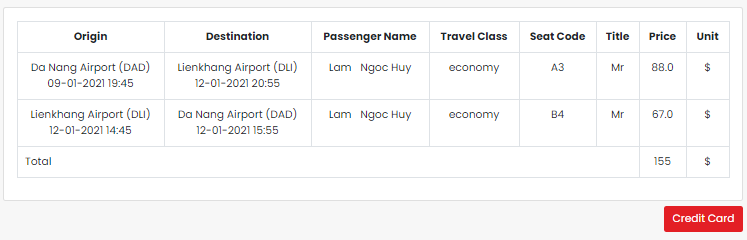 Origin Destination Passenger Name Travel Class Seat Code Title Price Unit
Da Nang Airport (DAD) Lienkhang Airport (DLI) Lam Ngoc Huy economy A3 Mr 88.0 $
09-01-2021 19:45 12-01-2021 20:55
Lienkhang Airport (DLI) Da Nang Airport (DAD) Lam Ngoc Huy economy B4 Mr 67.0 $
12-01-2021 14:45 12-01-2021 15:55
Total 155 $
Credit Card